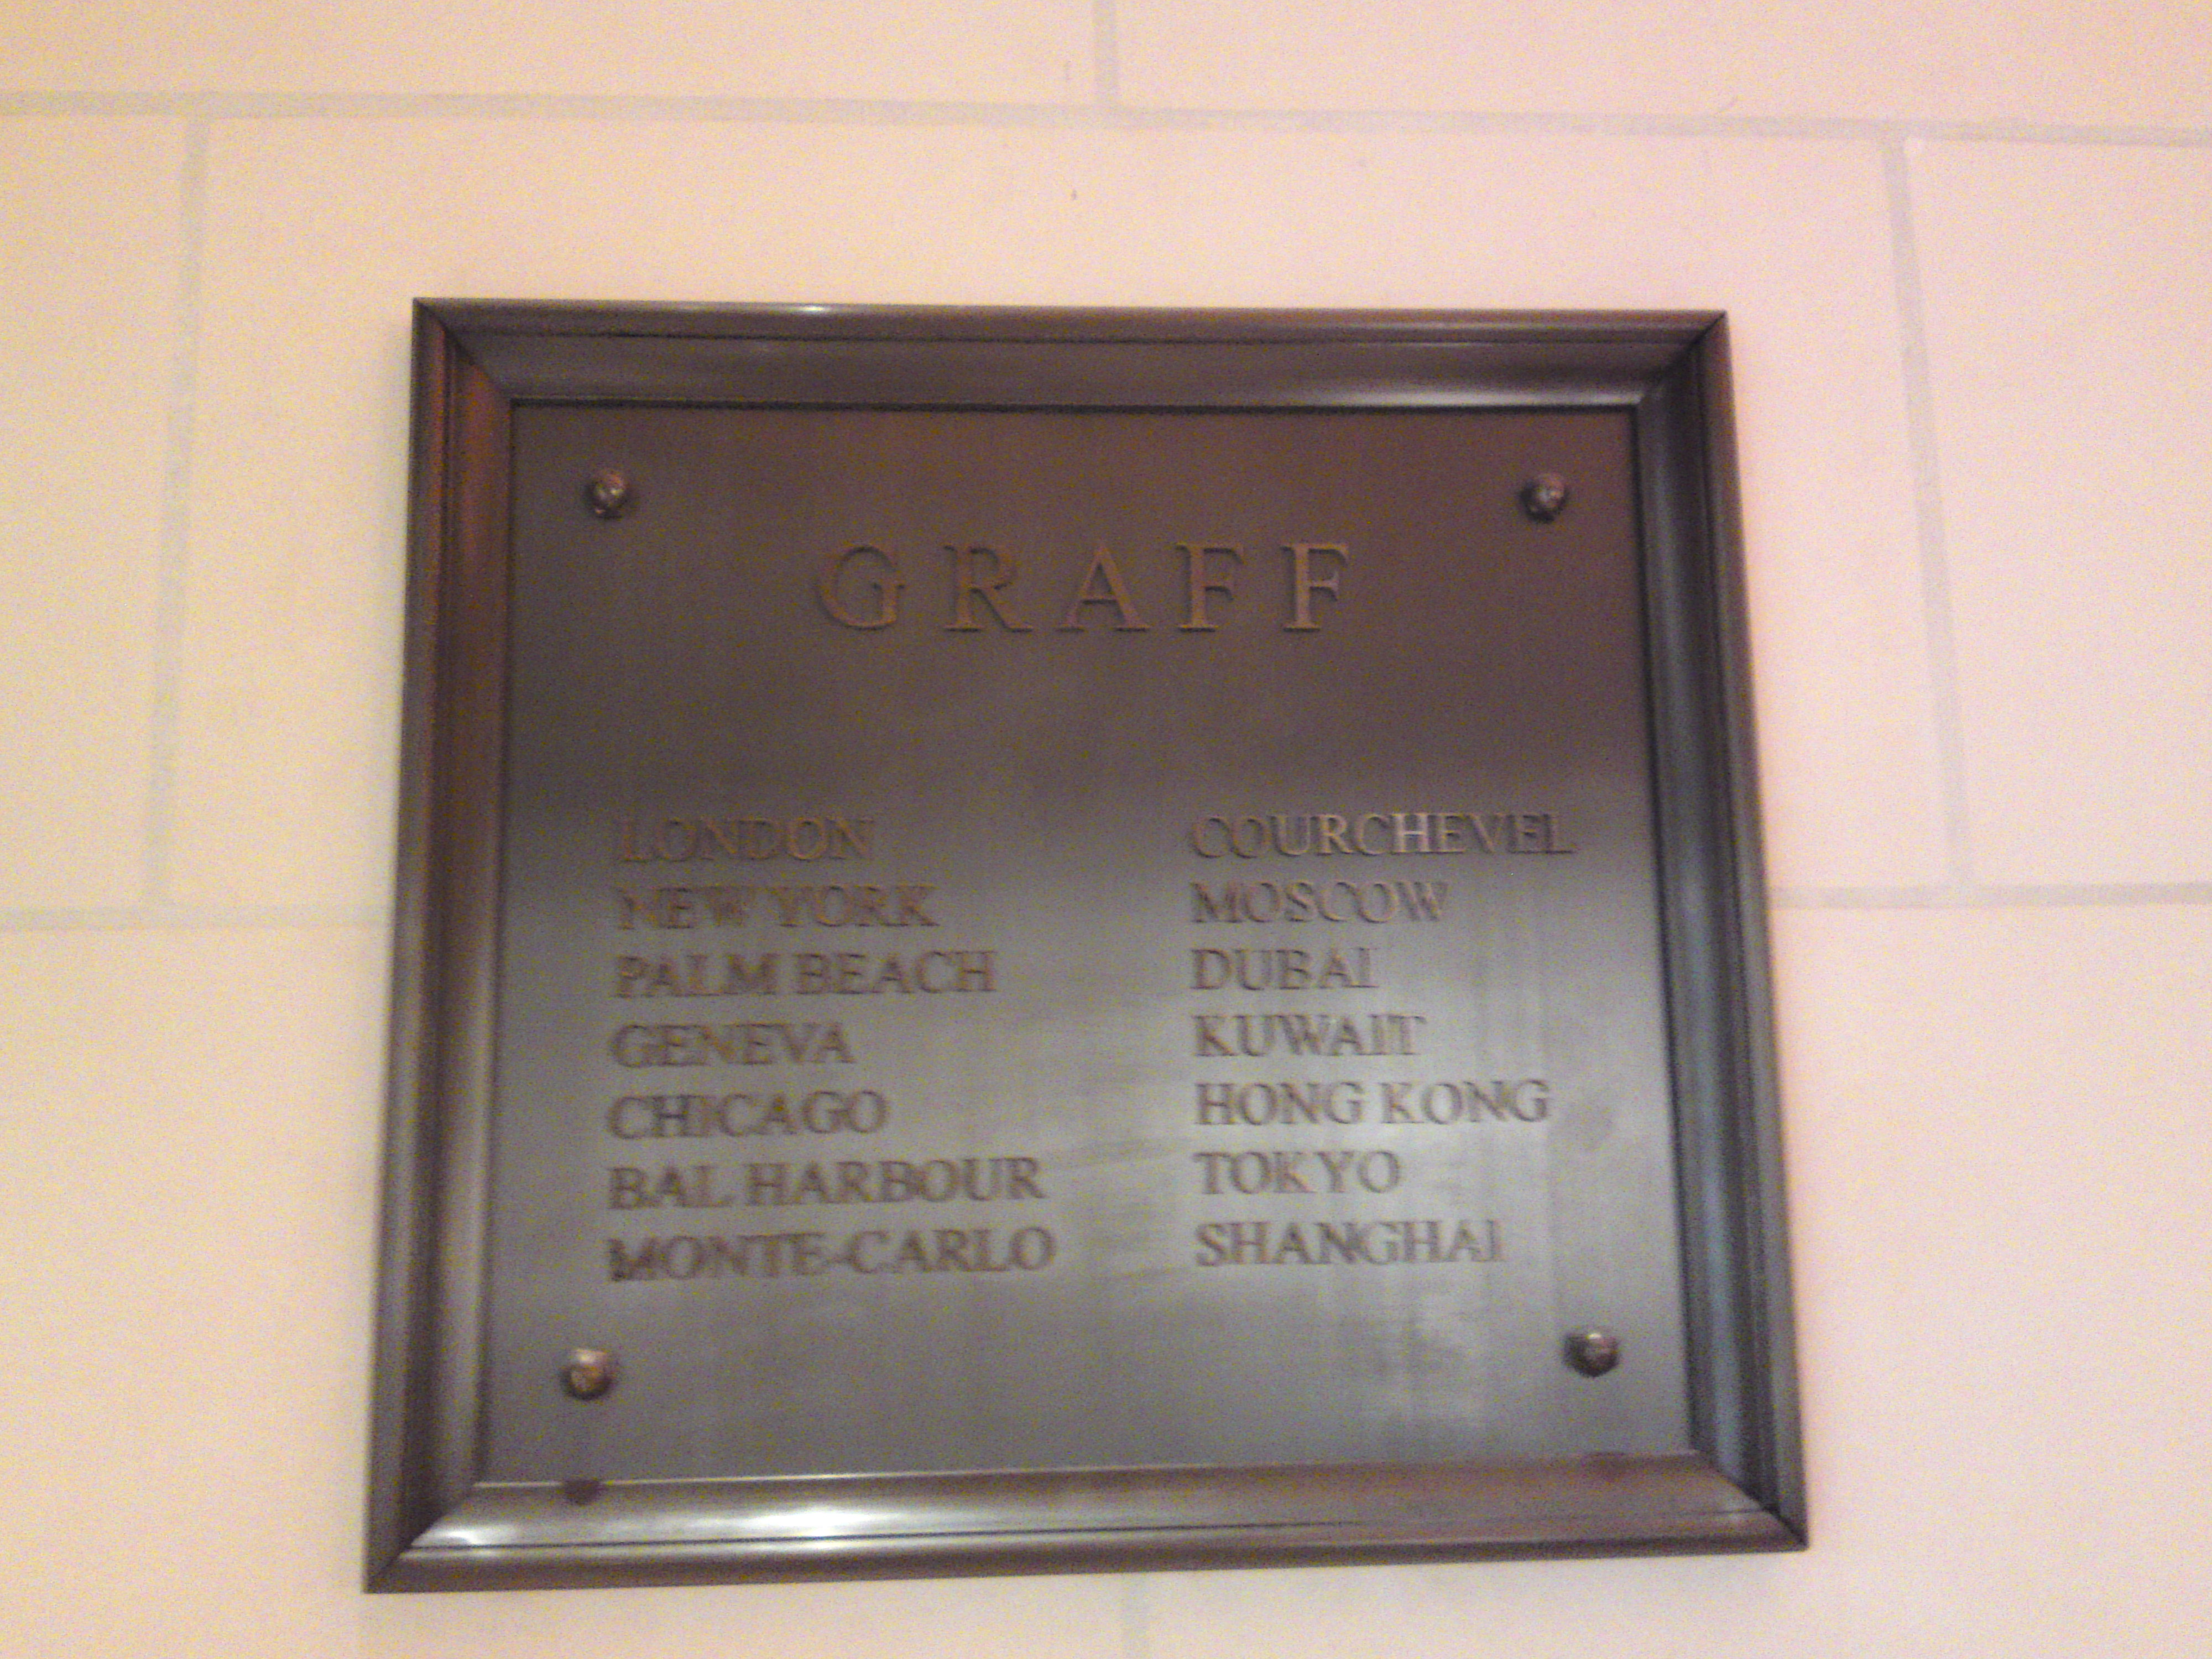 GRAFF
LONDON
NEW YORK
PALM BEACH
GENEVA
CHICAGO
BAL HARBOUR
MONTE-CARLO
COURCHEVEL
MOSCOW
DUBAI
KUWAIT
HONG KONG
TOKYO
SHANGHAI